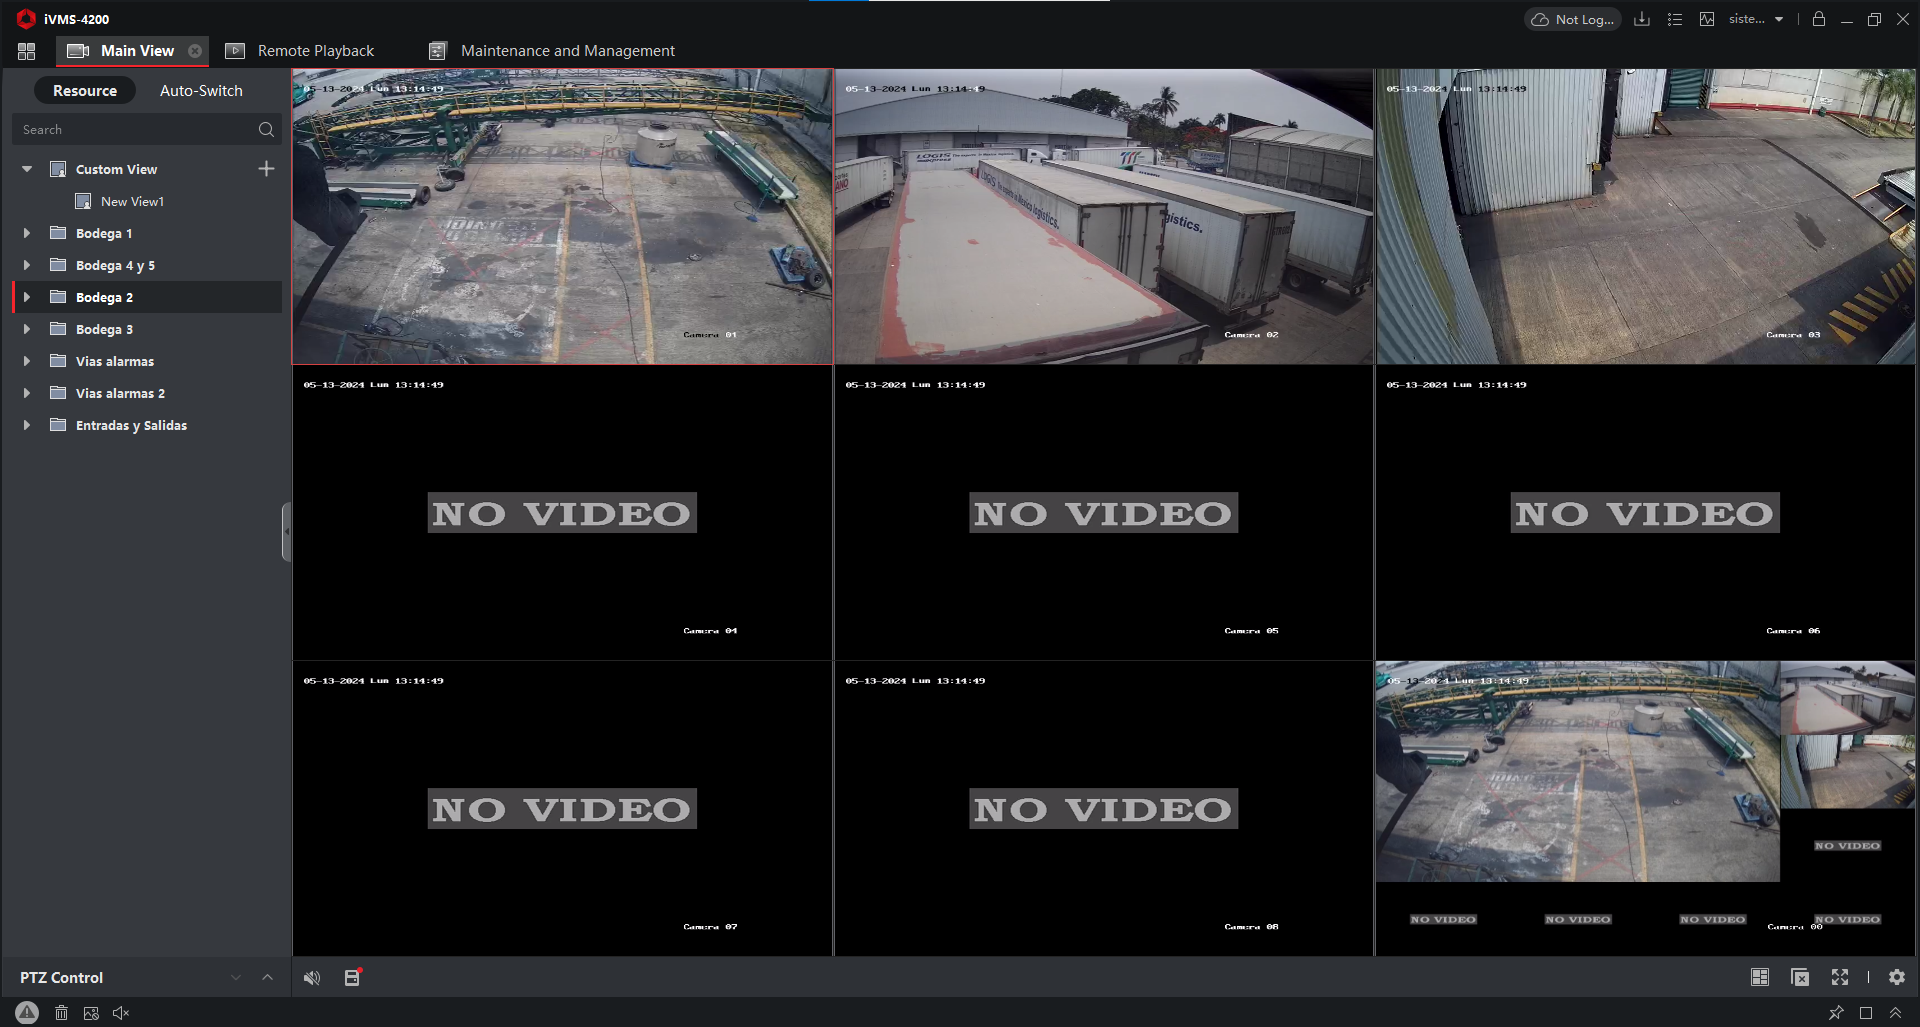 iVMS-4200
Not Log...
siste...
Main View
Remote Playback
Maintenance and Management
Resource
Auto-Switch
Search
Custom View
New View1
Bodega 1
Bodega 4 y 5
Bodega 2
Bodega 3
Vias alarmas
Vias alarmas 2
Entradas y Salidas
PTZ Control
05-13-2024 Lun 13:14:49
Camera 01
05-13-2024 Lun 13:14:49
LOGIS
gistics.
Camera 02
05-13-2024 Lun 13:14:49
Camera 03
05-13-2024 Lun 13:14:49
NO VIDEO
Camera 04
05-13-2024 Lun 13:14:49
NO VIDEO
Camera 05
05-13-2024 Lun 13:14:49
NO VIDEO
Camera 06
05-13-2024 Lun 13:14:49
NO VIDEO
Camera 07
05-13-2024 Lun 13:14:49
NO VIDEO
Camera 08
05-13-2024 Lun 13:14:49
NO VIDEO
NO VIDEO
NO VIDEO
NO VIDEO
NO VIDEO
Camera 00